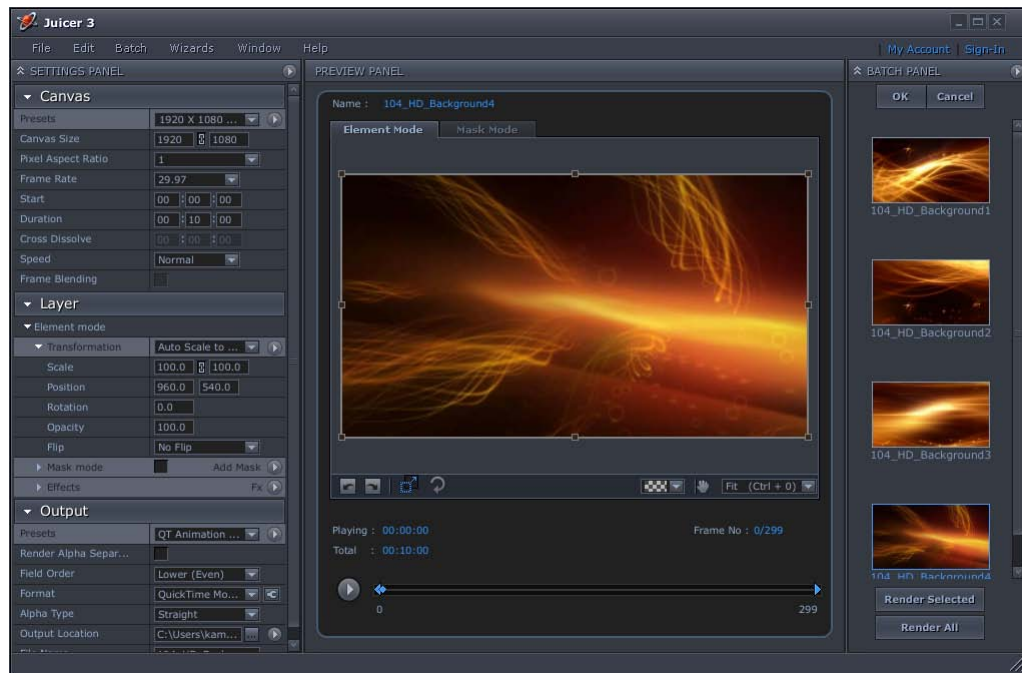 Juicer 3
File Edit Batch Wizards Window Help
My Account Sign-In
SETTINGS PANEL
Canvas
Presets 1920 X 1080 ...
Canvas Size 1920 1080
Pixel Aspect Ratio 1
Frame Rate 29.97
Start 00 : 00 : 00
Duration 00 : 10 : 00
Cross Dissolve 00 : 00 : 00
Speed Normal
Frame Blending
Layer
Element mode
Transformation Auto Scale to ...
Scale 100.0 100.0
Position 960.0 540.0
Rotation 0.0
Opacity 100.0
Flip No Flip
Mask mode Add Mask
Effects Fx
Output
Presets QT Animation ...
Render Alpha Separ...
Field Order Lower (Even)
Format QuickTime Mo...
Alpha Type Straight
Output Location C:\Users\kam... ...
PREVIEW PANEL
Name : 104_HD_Background4
Element Mode Mask Mode
Fit (Ctrl + 0)
Playing : 00:00:00 Frame No : 0/299
Total : 00:10:00
0 299
BATCH PANEL
OK Cancel
104_HD_Background1
104_HD_Background2
104_HD_Background3
104_HD_Background4
Render Selected
Render All